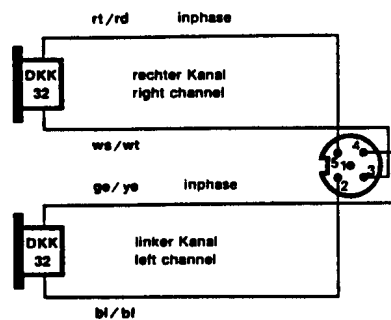 rt/rd inphase
DKK
32
rechter Kanal
right channel
ws/wt
4
5
1
3
2
ge/ye inphase
DKK
32
linker Kanal
left channel
bl/bl